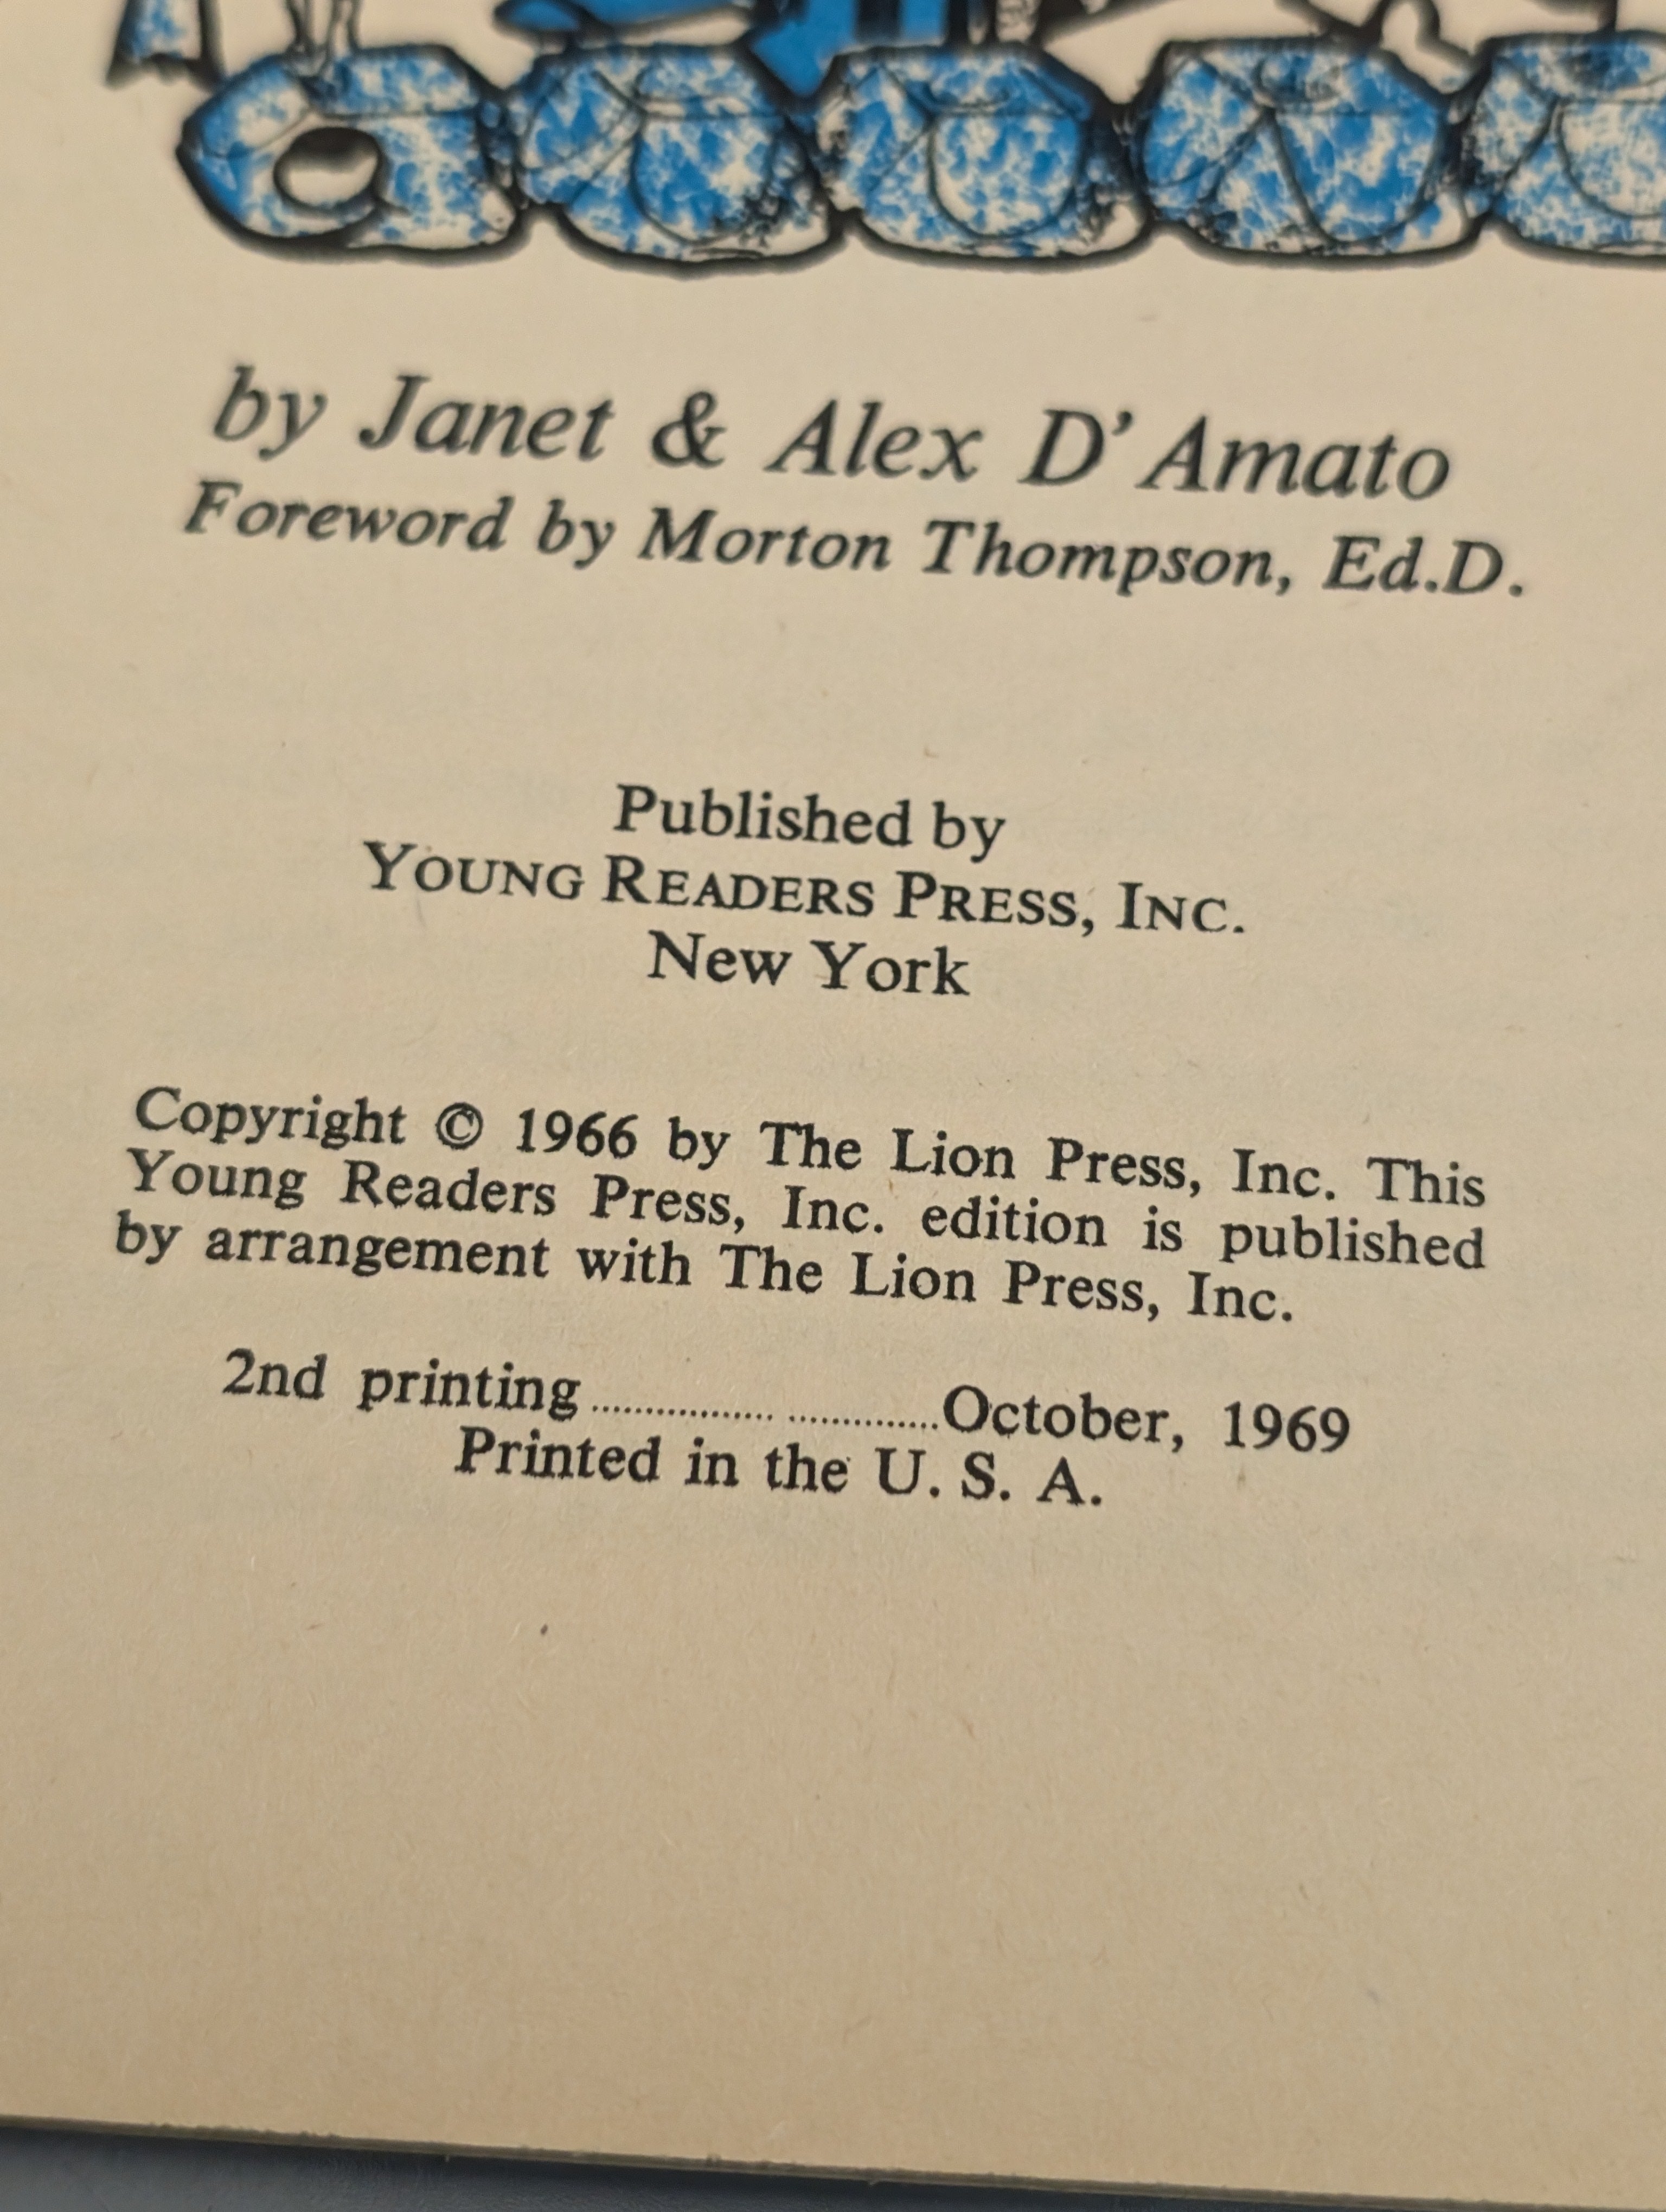 by Janet & Alex D'Amato
Foreword by Morton Thompson, Ed.D.
Published by
YOUNG READERS PRESS, INC.
New York
Copyright © 1966 by The Lion Press, Inc. This
Young Readers Press, Inc. edition is published
by arrangement with The Lion Press, Inc.
2nd printing.................. ...............October, 1969
Printed in the U. S. A.